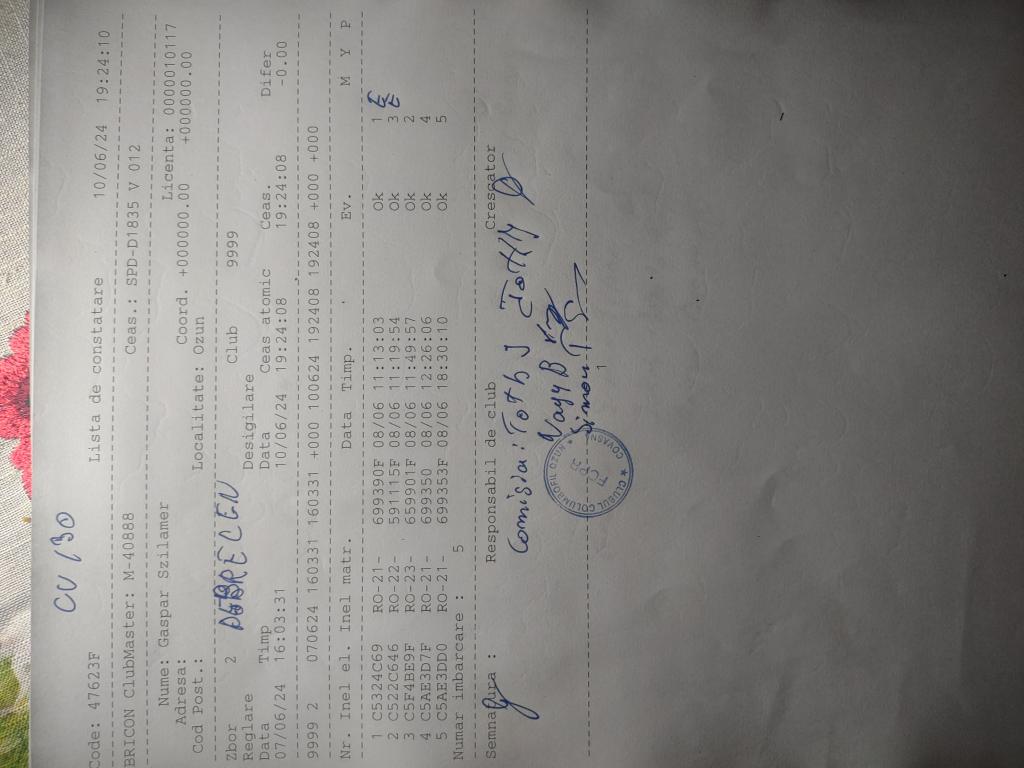 CV 130
Code: 47623F Lista de constatare 10/06/24 19:24:10
BRICON ClubMaster: M-40888 Ceas.: SPD-D1835 V 012
Nume: Gaspar Szilamer Licenta: 0000010117
Adresa: Coord. +000000.00 +000000.00
Cod Post.: Localitate: Ozun
DEBRECEN
Zbor 2 Club 9999
Reglare Desigilare
Data Timp Data Ceas atomic Ceas. Difer
07/06/24 16:03:31 10/06/24 19:24:08 19:24:08 -0.00
9999 2 070624 160331 160331 +000 100624 192408 192408 +000 +000
Nr. Inel el. Inel matr. Data Timp. Ev. M Y P
1 C5324C69 RO-21 - 699390F 08/06 11:13:03 Ok 1 E
2 C522C646 RO-22- 591115F 08/06 11:19:54 Ok 3 E
3 C5F4BE9F RO-23- 659901F 08/06 11:49:57 Ok 2
4 C5AE3D7F RO-21 - 699350 08/06 12:26:06 Ok 4
5 C5AE3DD0 RO-21 - 699353F 08/06 18:30:10 Ok 5
Numar imbarcare : 5
Semnatura : Responsabil de club Crescator
Comisia: Toth J
Nagy B
Simon
CLUBUL COLUMBOFIL OZUN COVASNA
1